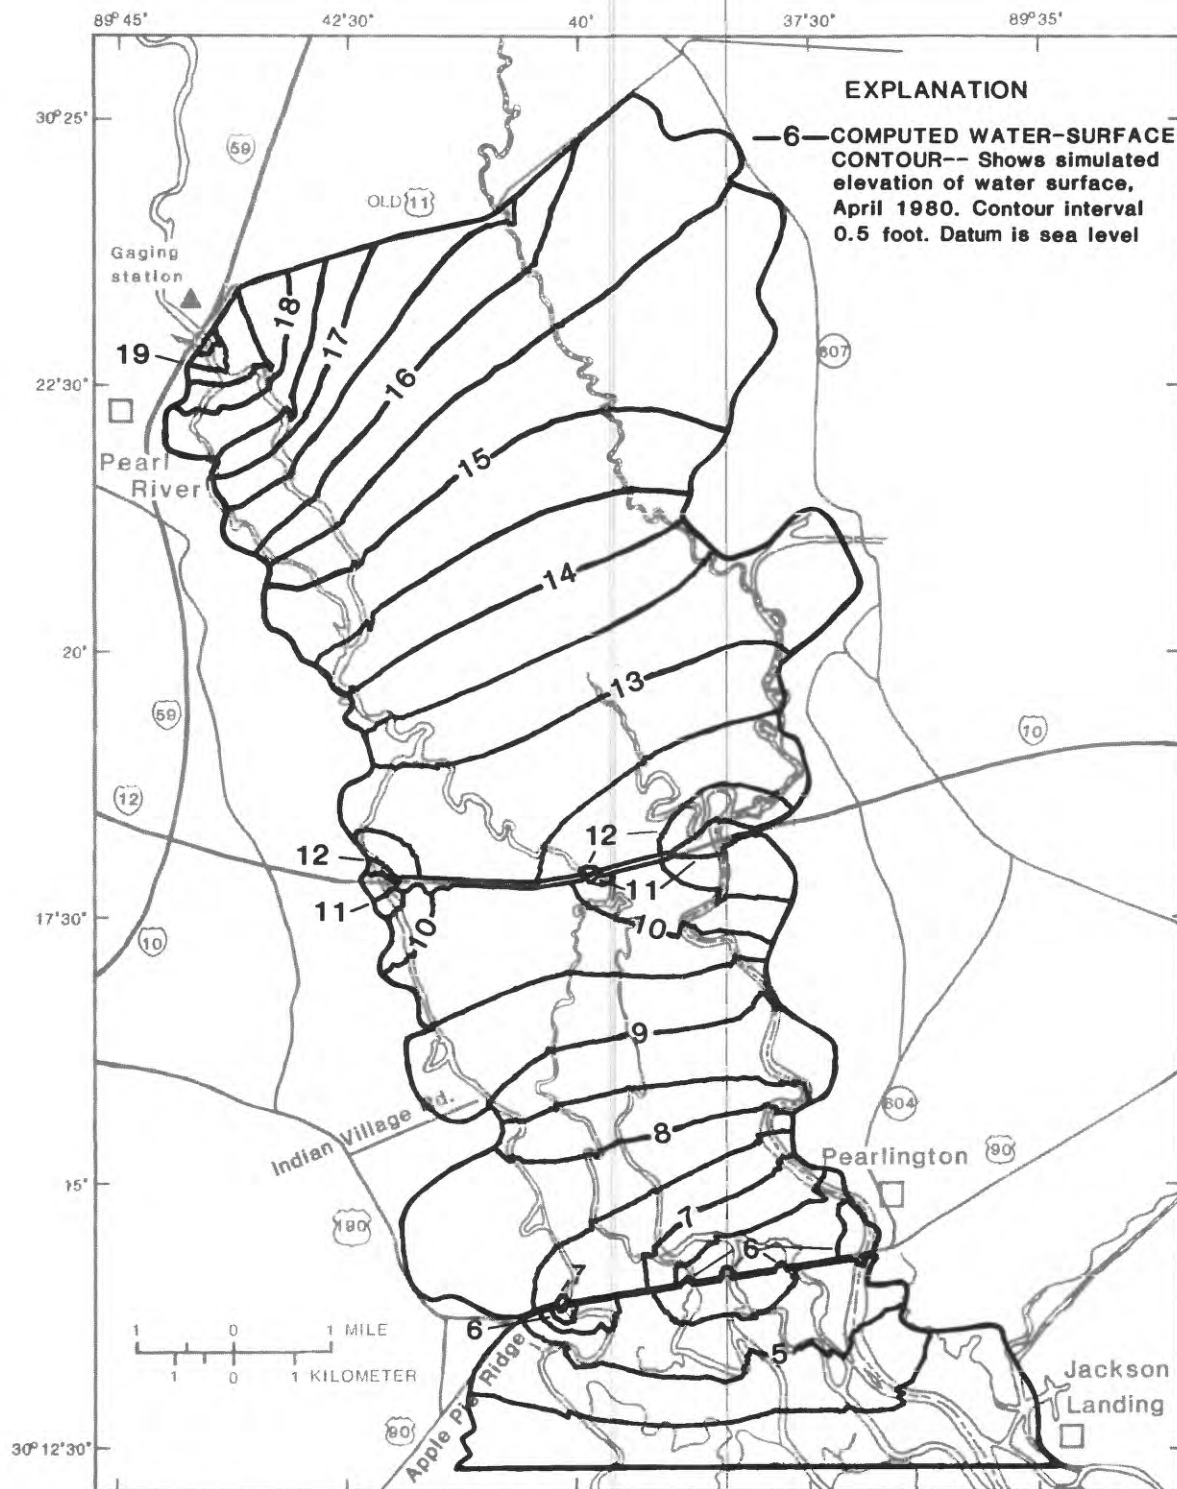 89°45'
42'30"
40'
37'30"
89°35'
30°25'
EXPLANATION
—6—COMPUTED WATER-SURFACE
CONTOUR-- Shows simulated
elevation of water surface,
April 1980. Contour interval
0.5 foot. Datum is sea level
59
OLD 11
Gaging
station
18
17
16
19
607
22'30"
Pearl
River
15
14
20'
13
59
10
12
12
12
11
11
10
10
17'30"
10
9
Indian Village Rd.
604
8
90
Pearlington
15'
190
7
6
7
6
1 0 1 MILE
1 0 1 KILOMETER
5
Jackson
Landing
Apple Pie Ridge
90
30°12'30"